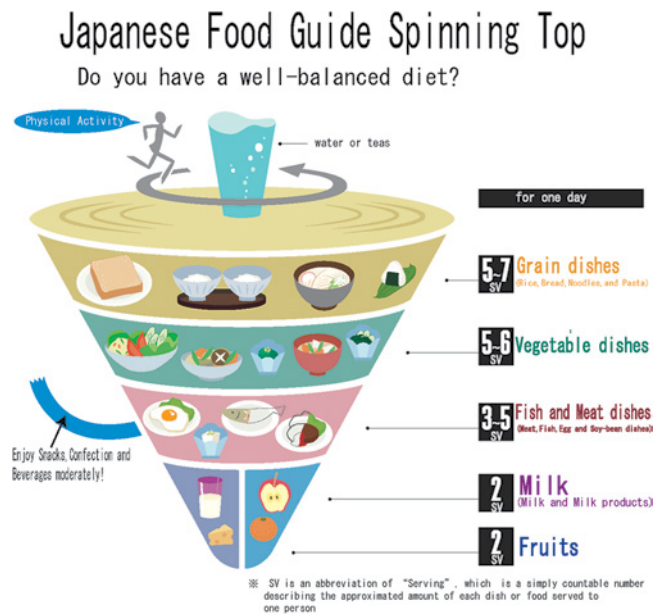 Japanese Food Guide Spinning Top
Do you have a well-balanced diet?
Physical Activity
water or teas
for one day
5~7 SV
Grain dishes
(Rice, Bread, Noodles, and Pasta)
5~6 SV
Vegetable dishes
3~5 SV
Fish and Meat dishes
(Meat, Fish, Egg and Soy-bean dishes)
Enjoy Snacks, Confection and
Beverages moderately!
2 SV
Milk
(Milk and Milk products)
2 SV
Fruits
※ SV is an abbreviation of "Serving", which is a simply countable number
describing the approximated amount of each dish or food served to
one person